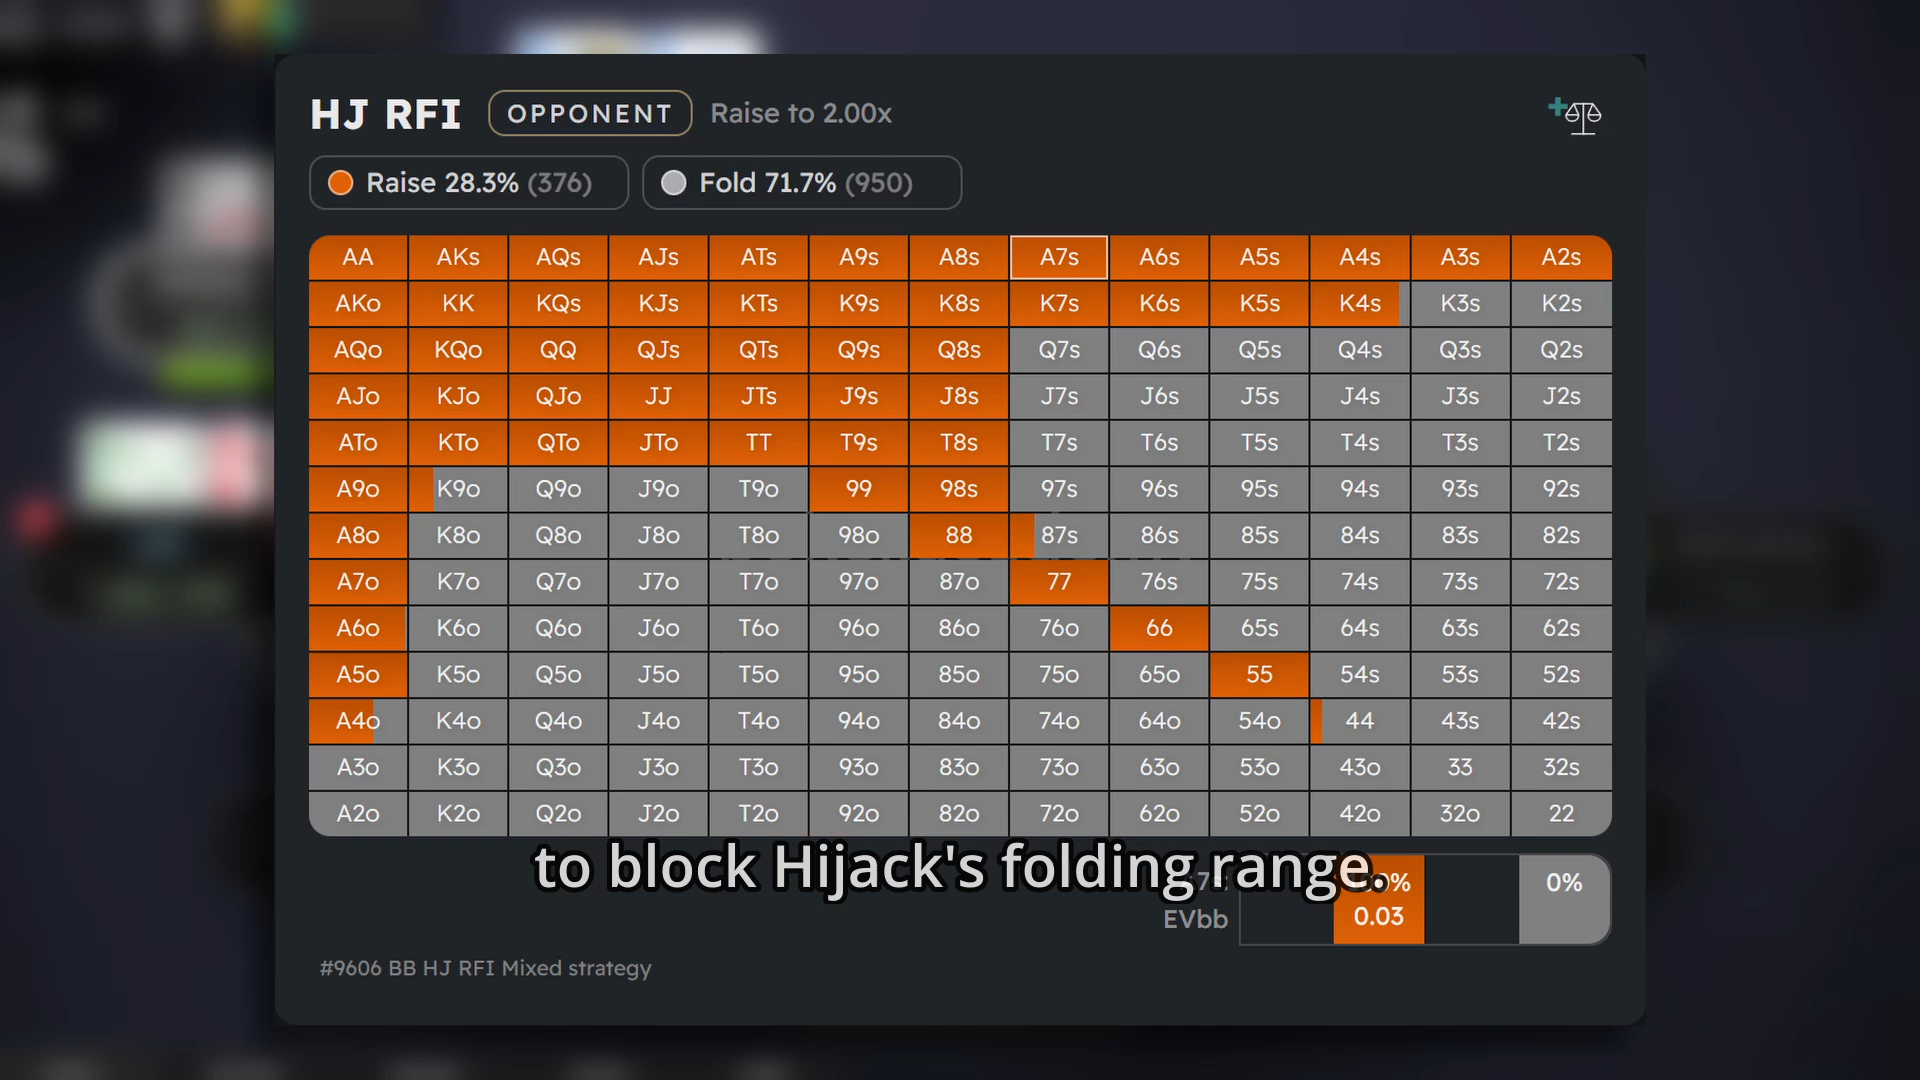 HJ RFI OPPONENT Raise to 2.00x
Raise 28.3% (376) Fold 71.7% (950)
AA AKs AQs AJs ATs A9s A8s A7s A6s A5s A4s A3s A2s
AKo KK KQs KJs KTs K9s K8s K7s K6s K5s K4s K3s K2s
AQo KQo QQ QJs QTs Q9s Q8s Q7s Q6s Q5s Q4s Q3s Q2s
AJo KJo QJo JJ JTs J9s J8s J7s J6s J5s J4s J3s J2s
ATo KTo QTo JTo TT T9s T8s T7s T6s T5s T4s T3s T2s
A9o K9o Q9o J9o T9o 99 98s 97s 96s 95s 94s 93s 92s
A8o K8o Q8o J8o T8o 98o 88 87s 86s 85s 84s 83s 82s
A7o K7o Q7o J7o T7o 97o 87o 77 76s 75s 74s 73s 72s
A6o K6o Q6o J6o T6o 96o 86o 76o 66 65s 64s 63s 62s
A5o K5o Q5o J5o T5o 95o 85o 75o 65o 55 54s 53s 52s
A4o K4o Q4o J4o T4o 94o 84o 74o 64o 54o 44 43s 42s
A3o K3o Q3o J3o T3o 93o 83o 73o 63o 53o 43o 33 32s
A2o K2o Q2o J2o T2o 92o 82o 72o 62o 52o 42o 32o 22
to block Hijack's folding range.
0%
EVbb 0.03
#9606 BB HJ RFI Mixed strategy